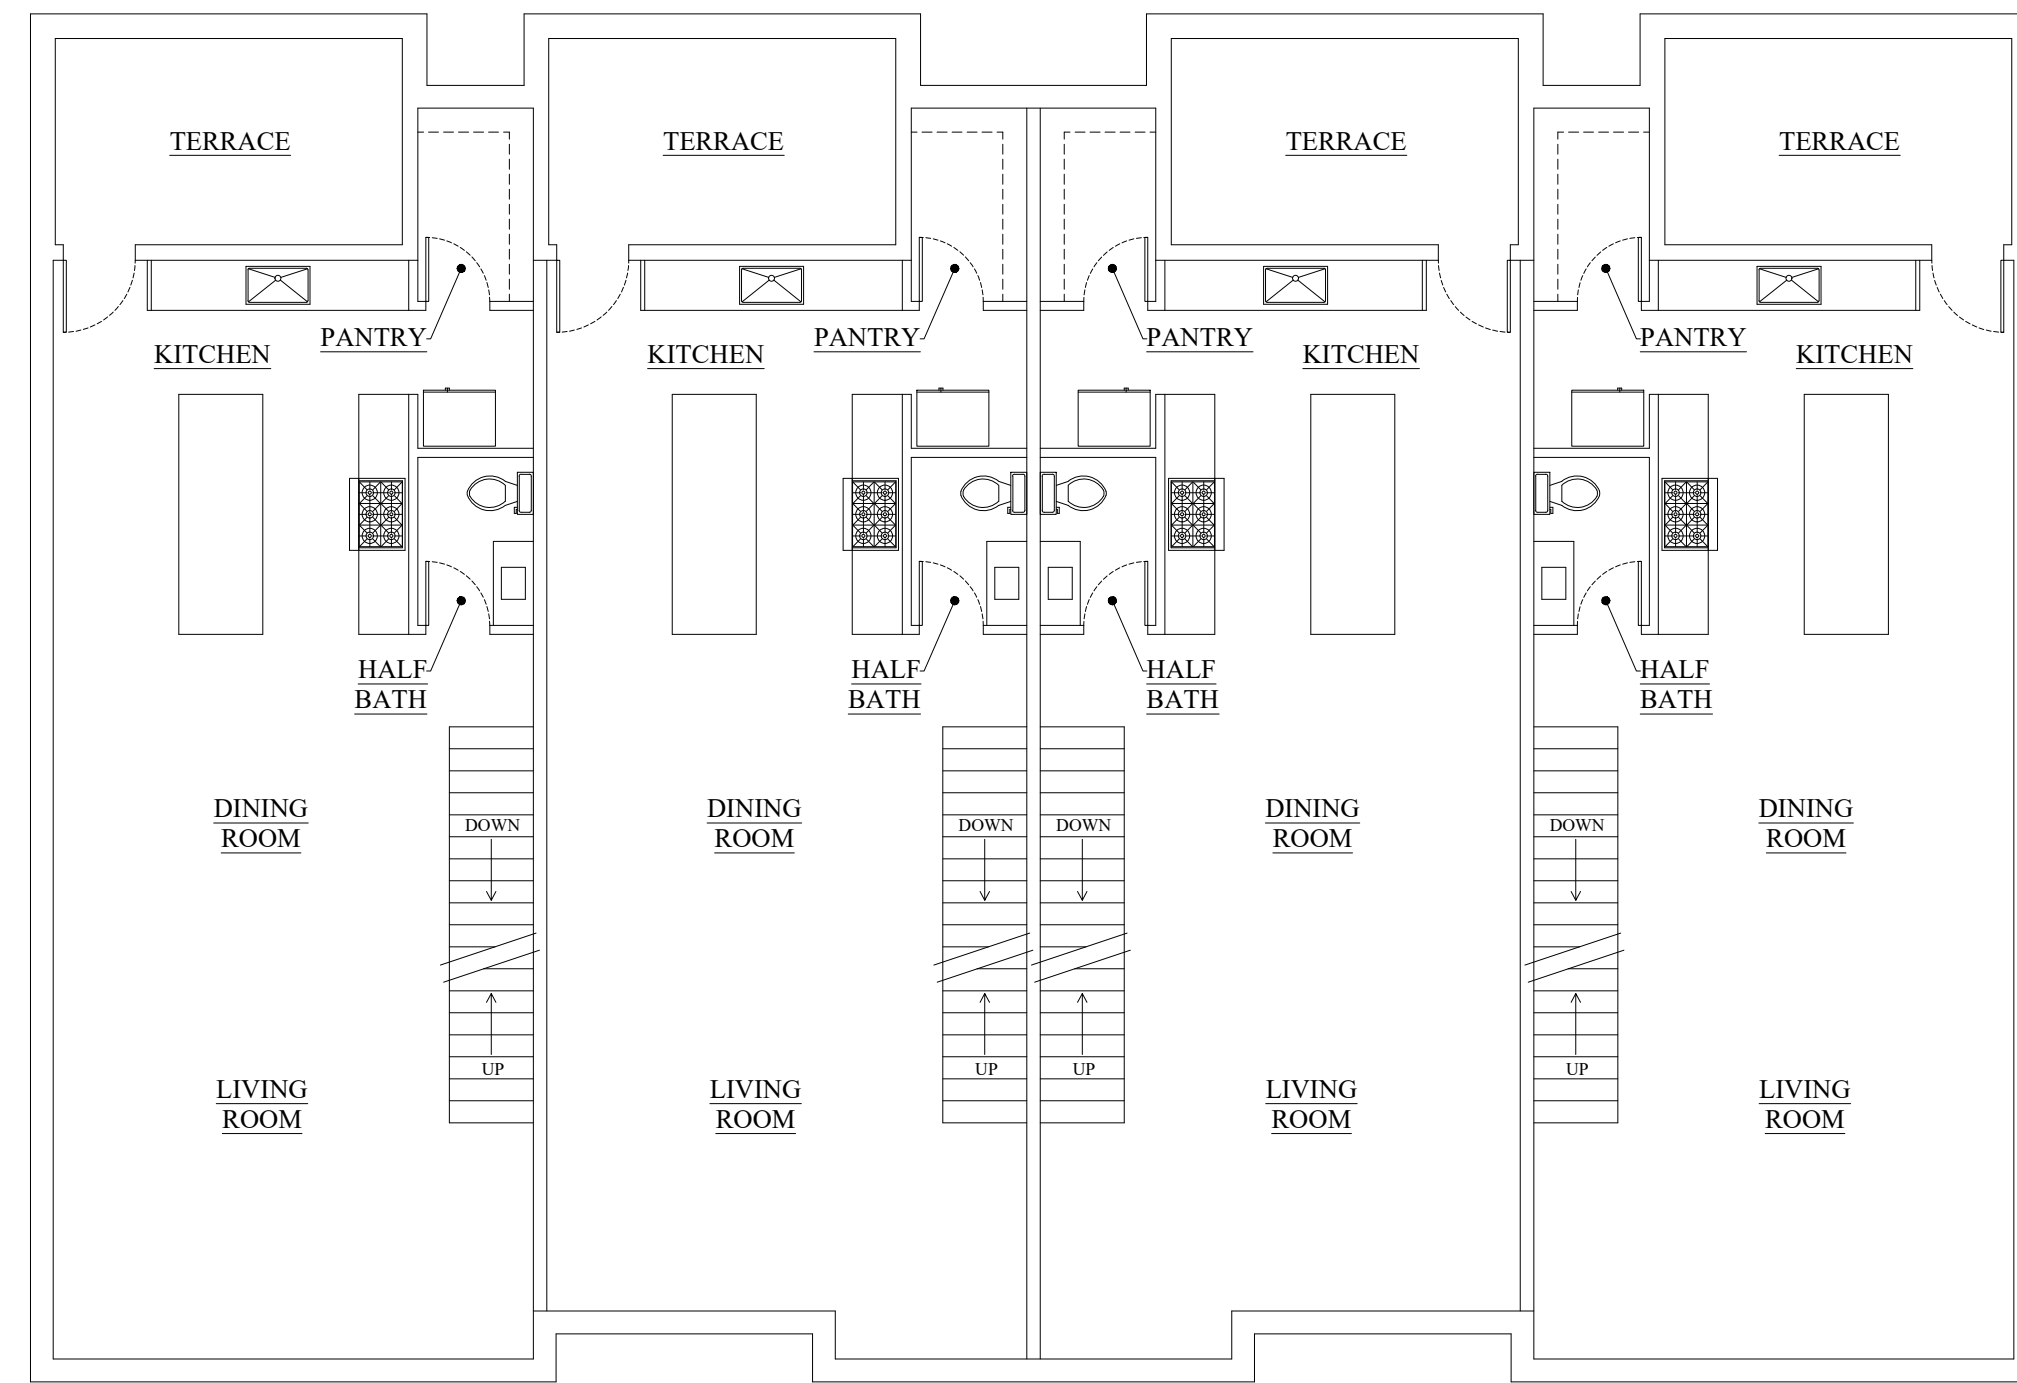 TERRACE TERRACE TERRACE TERRACE
PANTRY PANTRY PANTRY PANTRY
KITCHEN KITCHEN KITCHEN KITCHEN
HALF HALF HALF HALF
BATH BATH BATH BATH
DINING DINING DINING DINING
DOWN DOWN DOWN DOWN
ROOM ROOM ROOM ROOM
UP UP UP UP
LIVING LIVING LIVING LIVING
ROOM ROOM ROOM ROOM